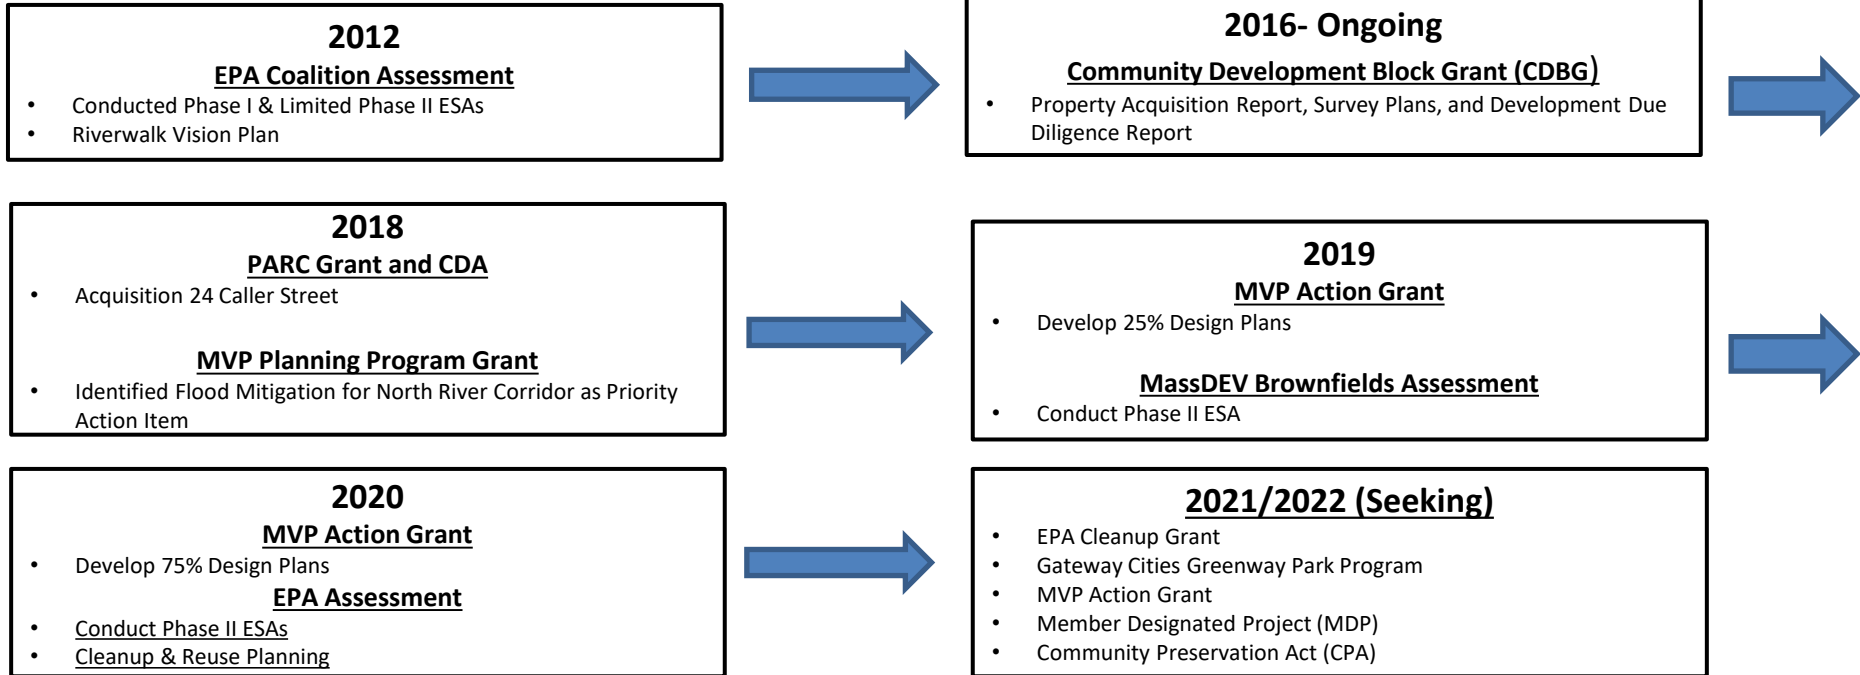 2012
EPA Coalition Assessment
• Conducted Phase I & Limited Phase II ESAs
• Riverwalk Vision Plan
2016- Ongoing
Community Development Block Grant (CDBG)
• Property Acquisition Report, Survey Plans, and Development Due
Diligence Report
2018
PARC Grant and CDA
• Acquisition 24 Caller Street
MVP Planning Program Grant
• Identified Flood Mitigation for North River Corridor as Priority
Action Item
2019
MVP Action Grant
• Develop 25% Design Plans
MassDEV Brownfields Assessment
• Conduct Phase II ESA
2020
MVP Action Grant
• Develop 75% Design Plans
EPA Assessment
• Conduct Phase II ESAs
• Cleanup & Reuse Planning
2021/2022 (Seeking)
• EPA Cleanup Grant
• Gateway Cities Greenway Park Program
• MVP Action Grant
• Member Designated Project (MDP)
• Community Preservation Act (CPA)